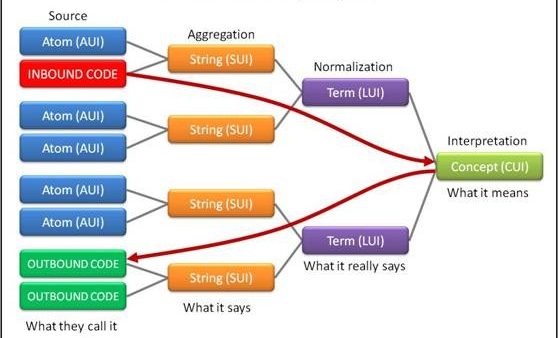 Source
Atom (AUI)
Aggregation
INBOUND CODE
String (SUI)
Normalization
Term (LUI)
Atom (AUI)
String (SUI)
Atom (AUI)
Interpretation
Concept (CUI)
What it means
Atom (AUI)
String (SUI)
Atom (AUI)
Term (LUI)
What it really says
OUTBOUND CODE
String (SUI)
OUTBOUND CODE
What it says
What they call it